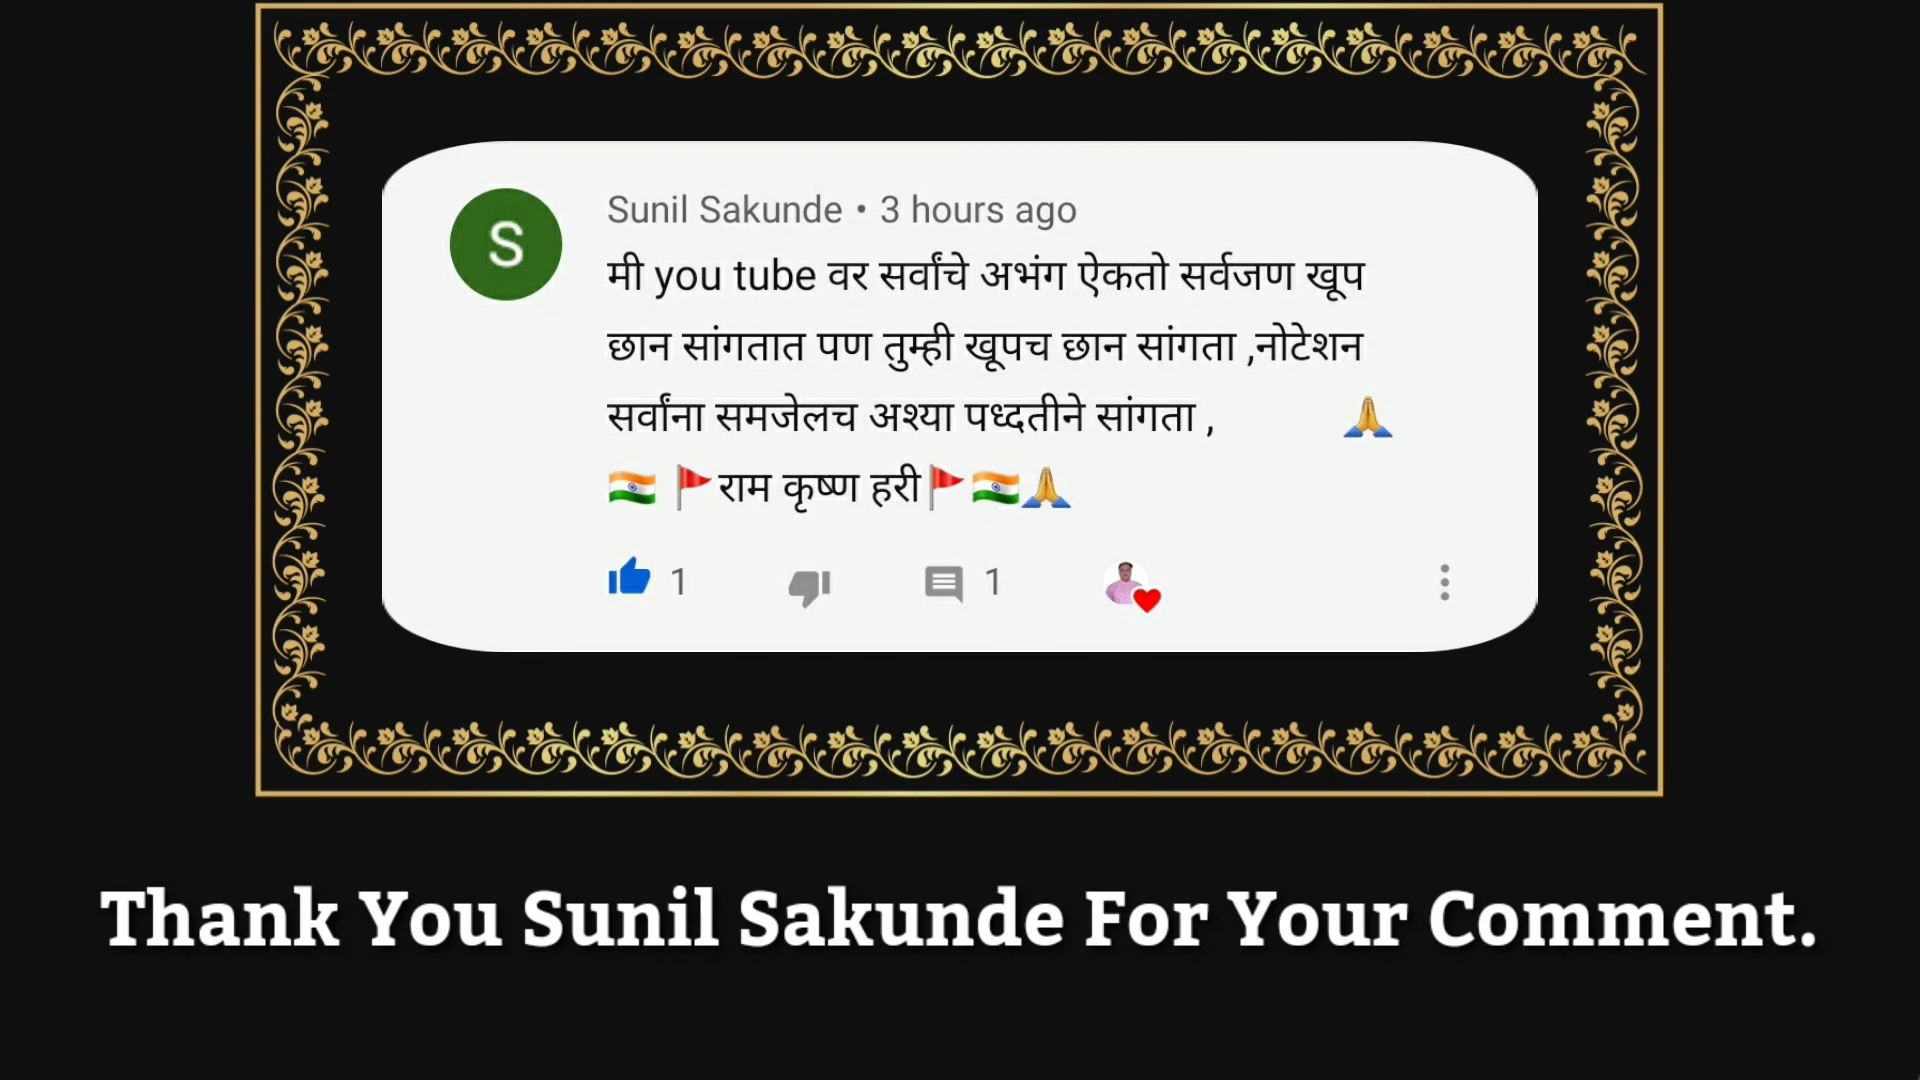 S
Sunil Sakunde • 3 hours ago
मी you tube वर सर्वांचे अभंग ऐकतो सर्वजण खूप
छान सांगतात पण तुम्ही खूपच छान सांगता ,नोटेशन
सर्वांना समजेलच अश्या पध्दतीने सांगता , 🙏
🇮🇳 🚩राम कृष्ण हरी🚩🇮🇳🙏
1 1
Thank You Sunil Sakunde For Your Comment.